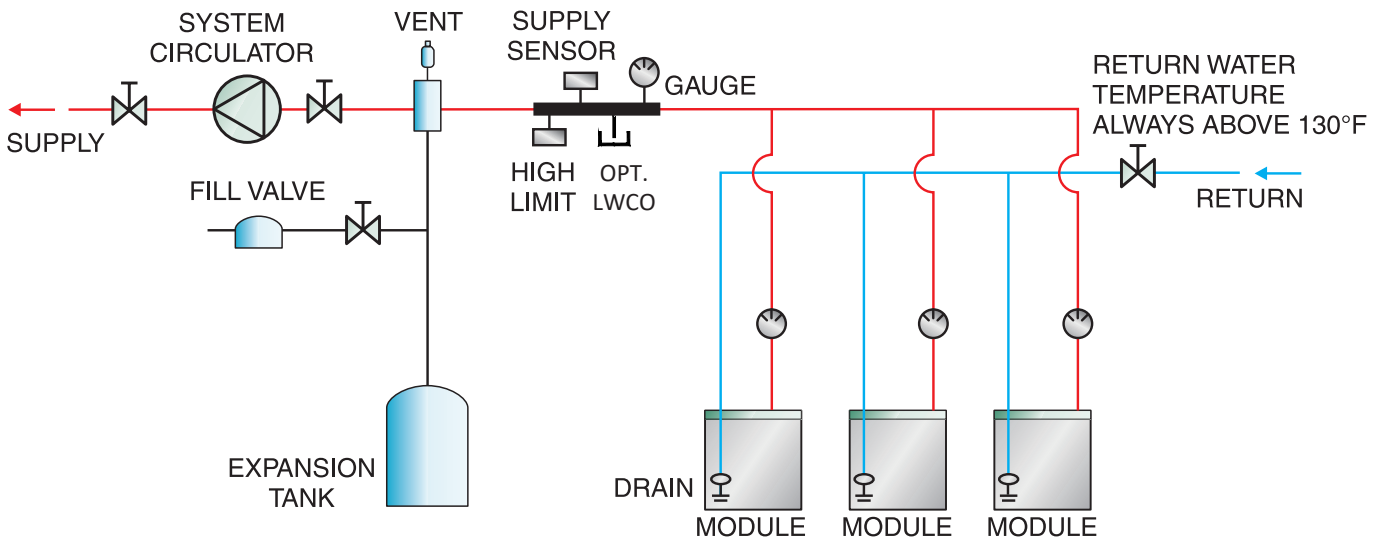 SYSTEM
CIRCULATOR
VENT
SUPPLY
SENSOR
GAUGE
RETURN WATER
TEMPERATURE
ALWAYS ABOVE 130°F
SUPPLY
HIGH
LIMIT
OPT.
LWCO
FILL VALVE
RETURN
EXPANSION
TANK
DRAIN
MODULE
MODULE
MODULE